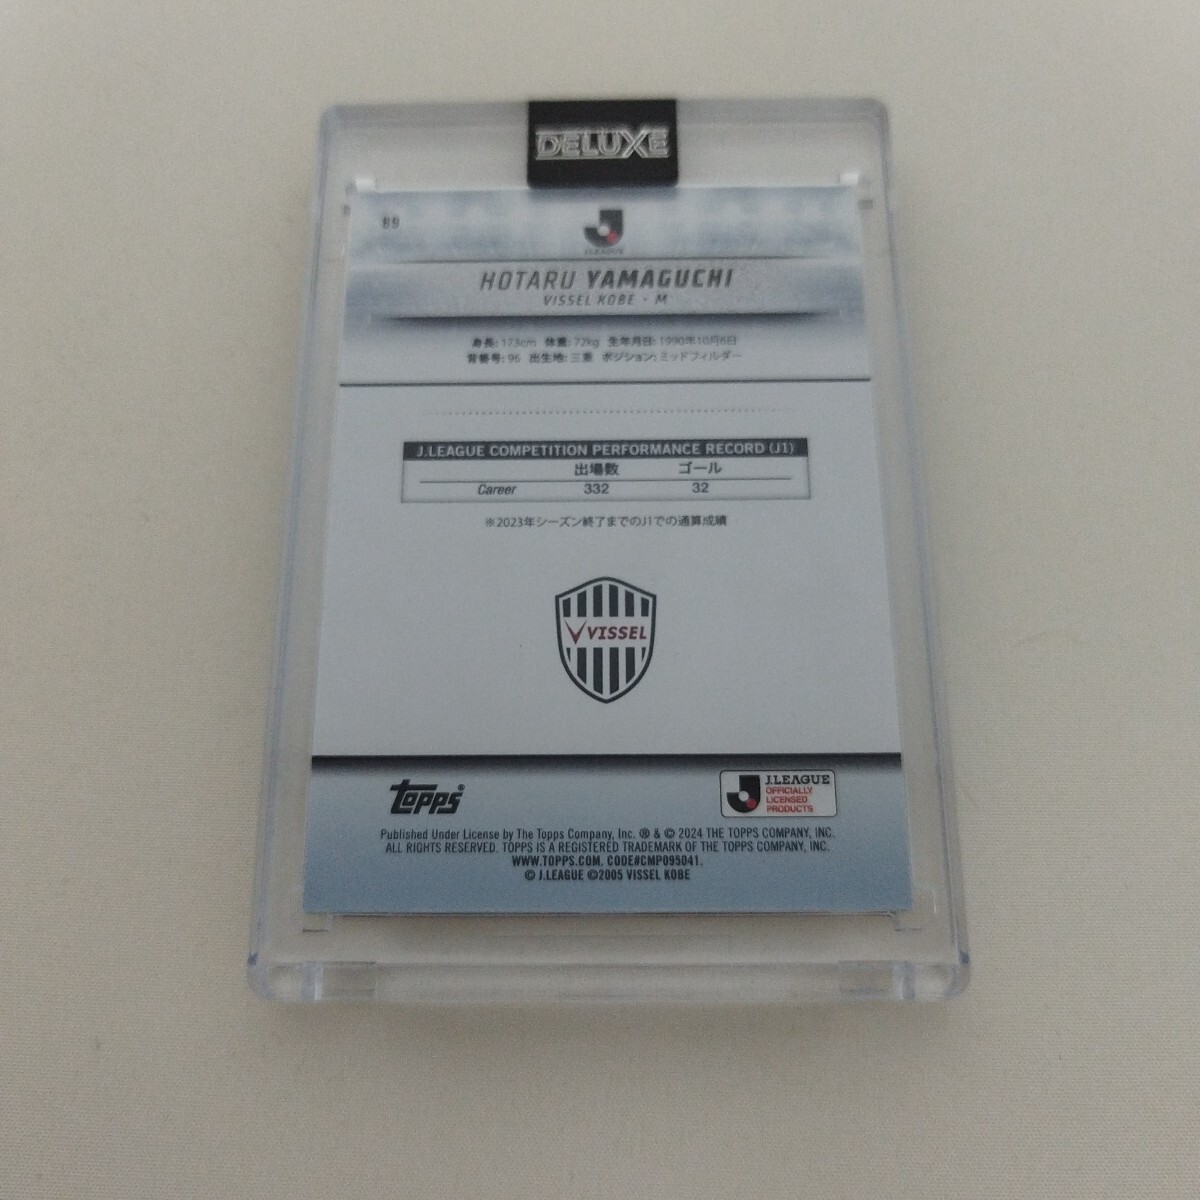 DELUXE
89
J.LEAGUE
HOTARU YAMAGUCHI
VISSEL KOBE - M
身長: 173cm 体重: 72kg 生年月日: 1990年10月6日
背番号: 96 出生地: 三重 ポジション: ミッドフィルダー
J.LEAGUE COMPETITION PERFORMANCE RECORD (J1)
出場数 ゴール
Career 332 32
※2023年シーズン終了までのJ1での通算成績
VISSEL
Topps®
J.LEAGUE
OFFICIALLY
LICENSED
PRODUCTS
Published Under License by The Topps Company, Inc. ® & © 2024 THE TOPPS COMPANY, INC.
ALL RIGHTS RESERVED. TOPPS IS A REGISTERED TRADEMARK OF THE TOPPS COMPANY, INC.
WWW.TOPPS.COM. CODE#CMP095041.
© J.LEAGUE ©2005 VISSEL KOBE